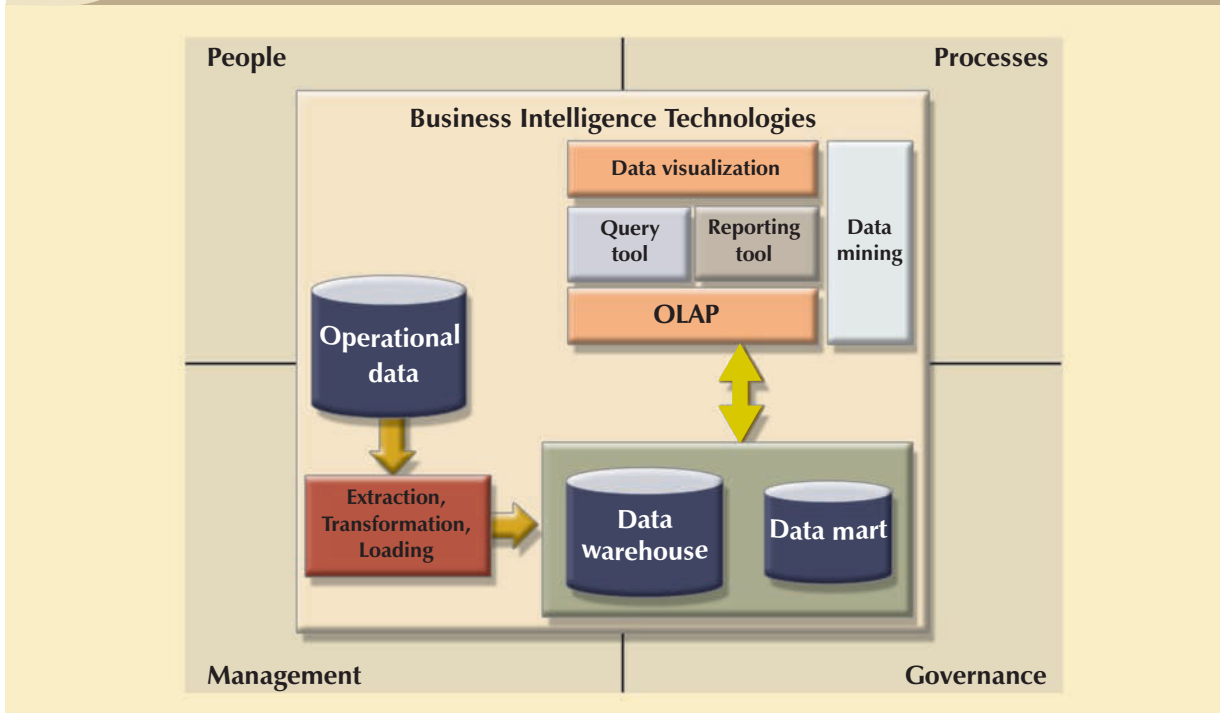 People
Processes
Business Intelligence Technologies
Data visualization
Query
tool
Reporting
tool
Data
mining
OLAP
Operational
data
Extraction,
Transformation,
Loading
Data
warehouse
Data mart
Management
Governance